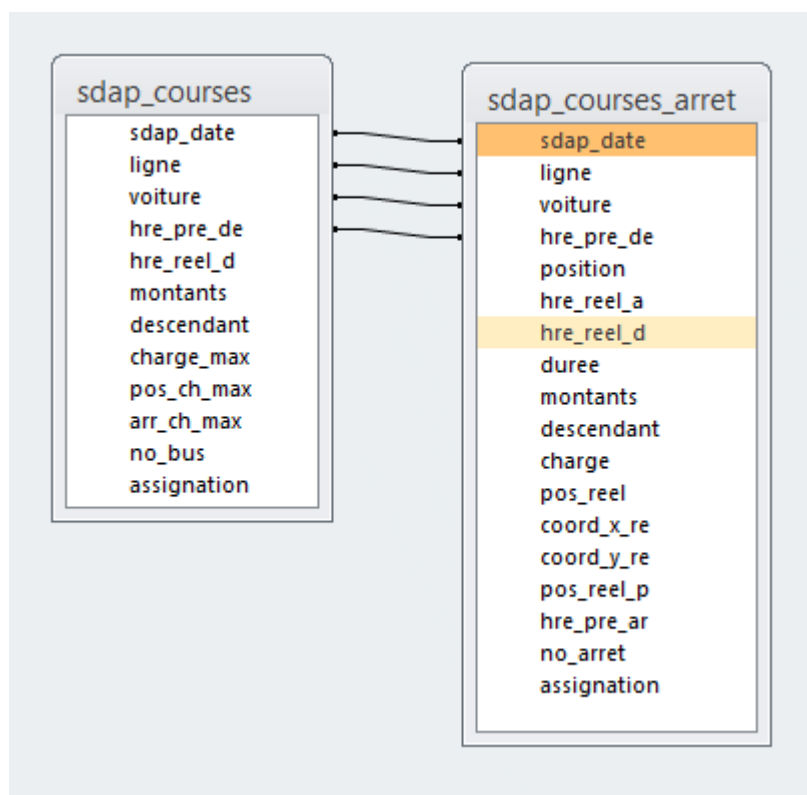 sdap_courses
sdap_date
ligne
voiture
hre_pre_de
hre_reel_d
montants
descendant
charge_max
pos_ch_max
arr_ch_max
no_bus
assignation
sdap_courses_arret
sdap_date
ligne
voiture
hre_pre_de
position
hre_reel_a
hre_reel_d
duree
montants
descendant
charge
pos_reel
coord_x_re
coord_y_re
pos_reel_p
hre_pre_ar
no_arret
assignation